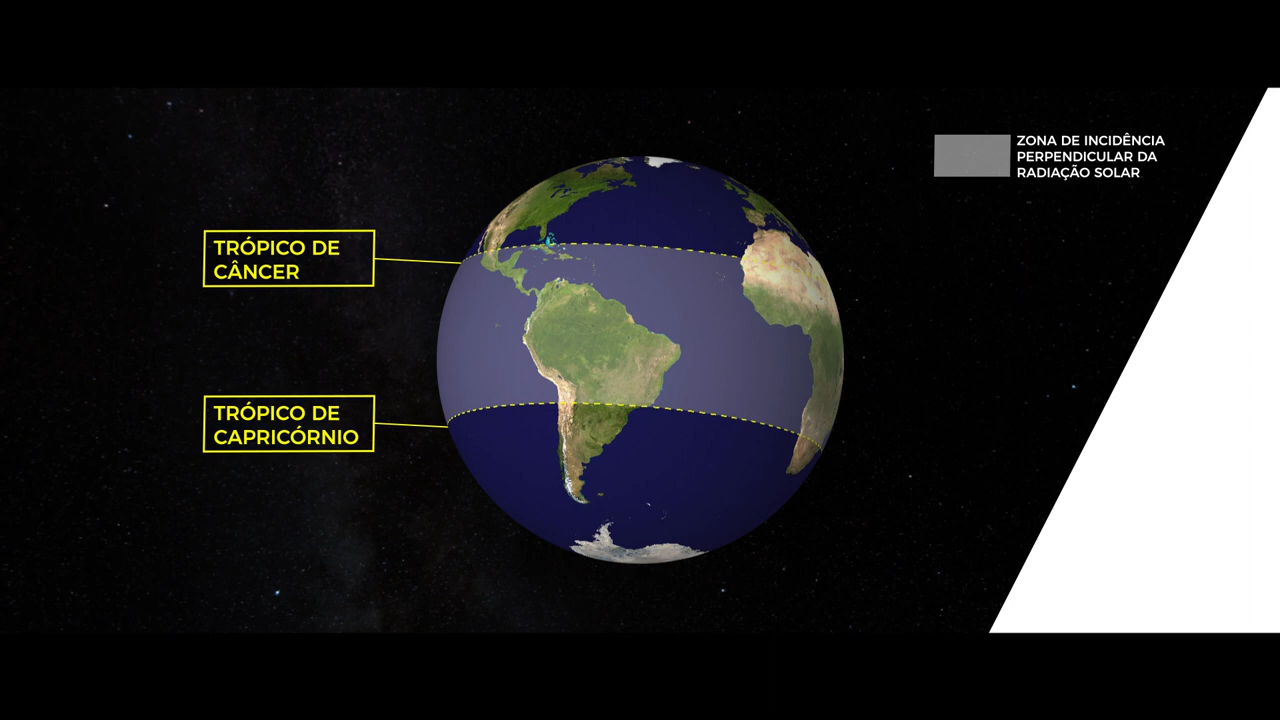 ZONA DE INCIDÊNCIA
PERPENDICULAR DA
RADIAÇÃO SOLAR
TRÓPICO DE
CÂNCER
TRÓPICO DE
CAPRICÓRNIO